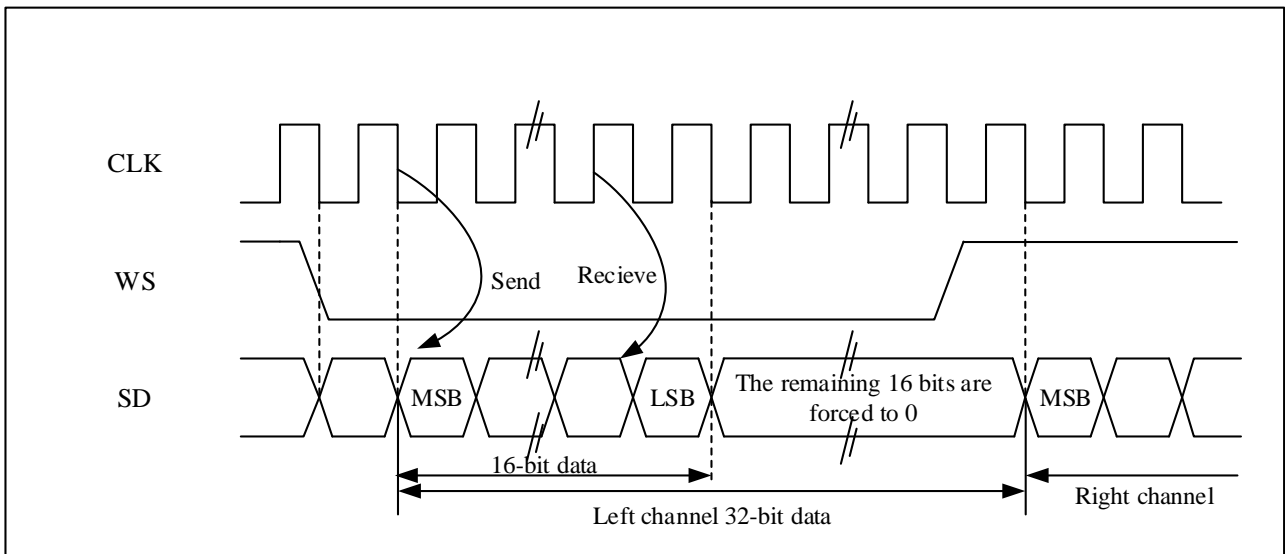 CLK
WS
Send
Recieve
SD
MSB
LSB
The remaining 16 bits are
forced to 0
MSB
16-bit data
Left channel 32-bit data
Right channel